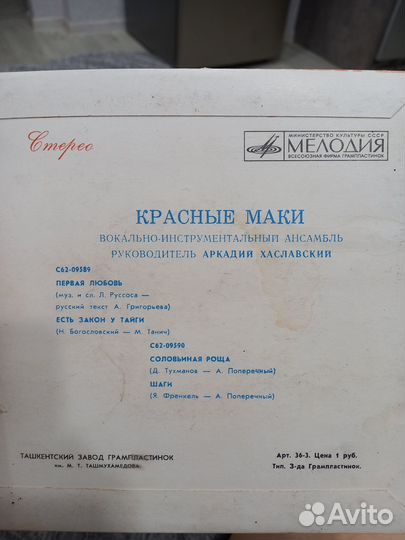 Стерео
МИНИСТЕРСТВО КУЛЬТУРЫ СССР
МЕЛОДИЯ
ВСЕСОЮЗНАЯ ФИРМА ГРАМПЛАСТИНОК
КРАСНЫЕ МАКИ
ВОКАЛЬНО-ИНСТРУМЕНТАЛЬНЫЙ АНСАМБЛЬ
РУКОВОДИТЕЛЬ АРКАДИЙ ХАСЛАВСКИЙ
С62-09589
ПЕРВАЯ ЛЮБОВЬ
(муз. и сл. Л. Руссоса —
русский текст А. Григорьева)
ЕСТЬ ЗАКОН У ТАЙГИ
(Н. Богословский — М. Танич)
С62-09590
СОЛОВЬИНАЯ РОЩА
(Д. Тухманов — А. Поперечный)
ШАГИ
(Я. Френкель — А. Поперечный)
ТАШКЕНТСКИЙ ЗАВОД ГРАМПЛАСТИНОК
им. М. Т. ТАШМУХАМЕДОВА.
Арт. 36-3. Цена 1 руб.
Тип. З-да Грампластинок.
Avito